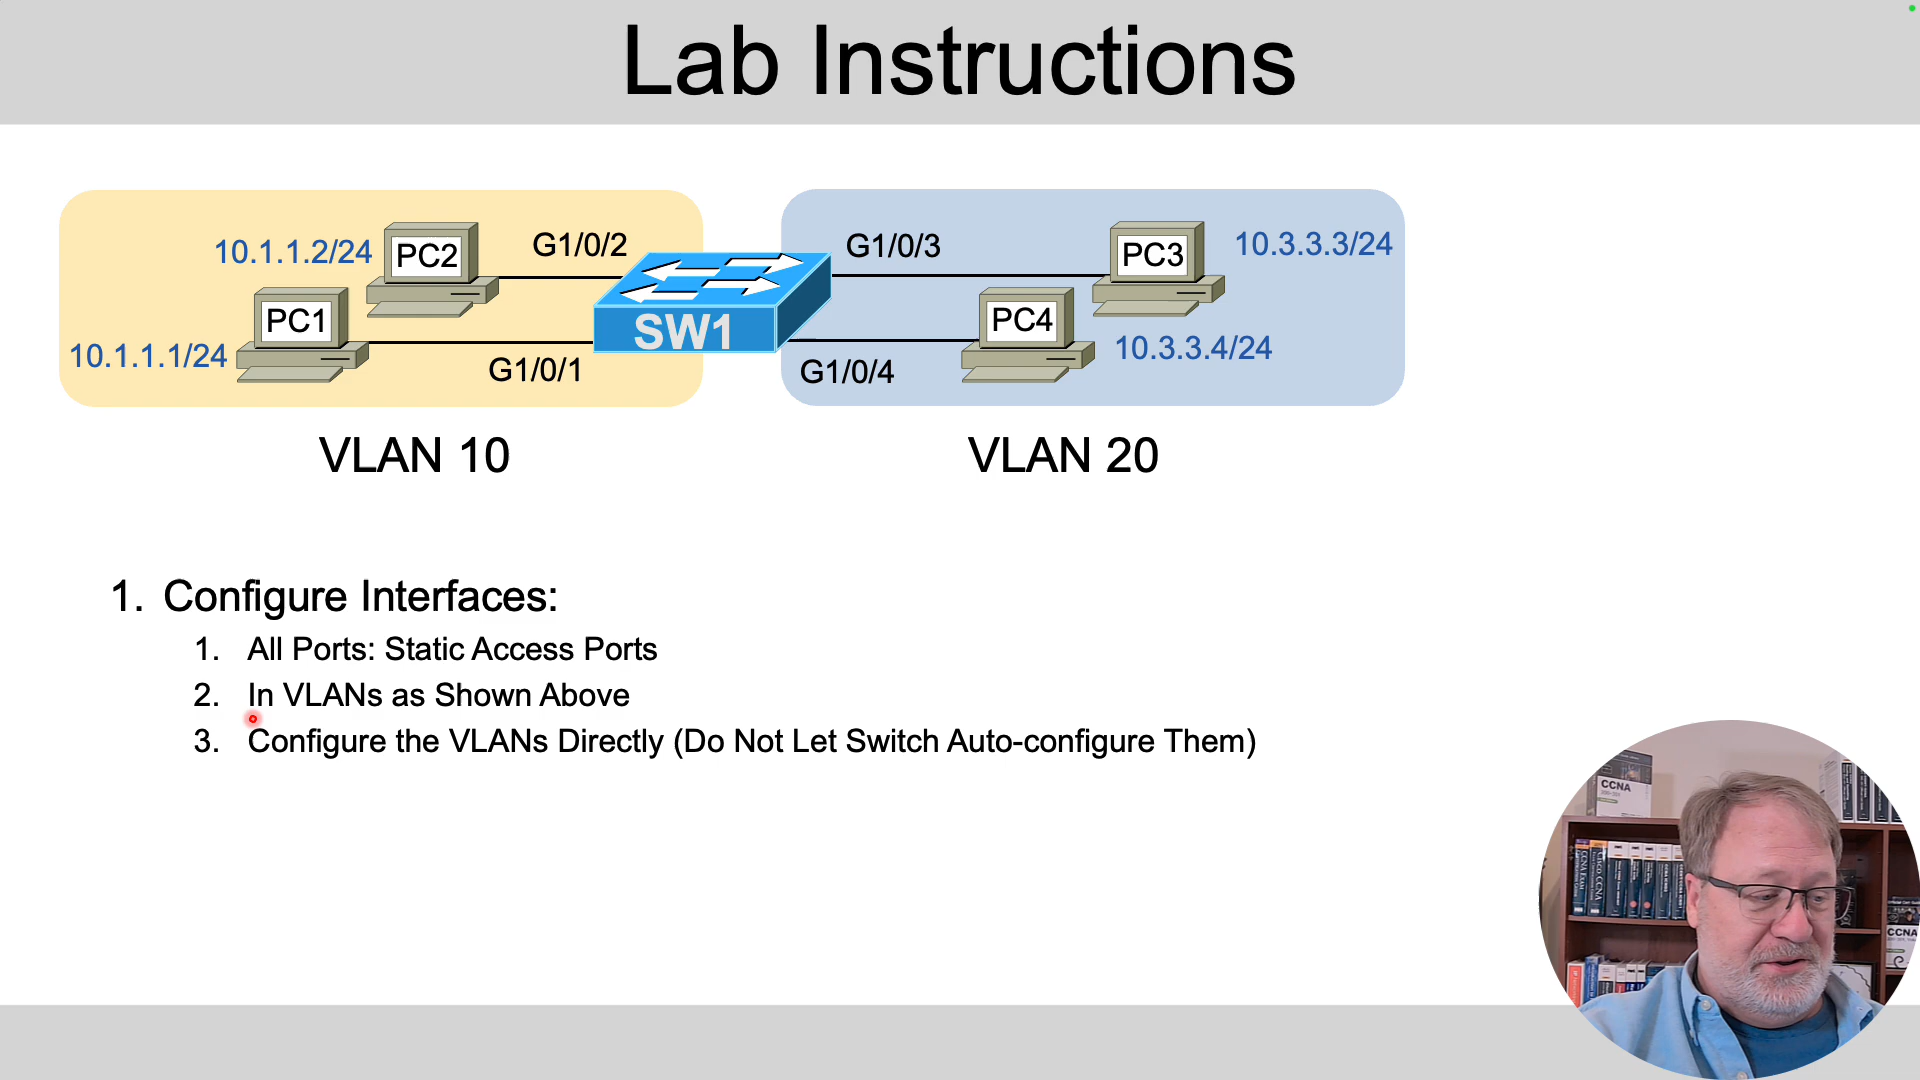 Lab Instructions
10.1.1.2/24
PC2
G1/0/2
G1/0/3
PC3
10.3.3.3/24
10.1.1.1/24
PC1
G1/0/1
SW1
G1/0/4
PC4
10.3.3.4/24
VLAN 10
VLAN 20
1. Configure Interfaces:
1. All Ports: Static Access Ports
2. In VLANs as Shown Above
3. Configure the VLANs Directly (Do Not Let Switch Auto-configure Them)
CCNA
CCNA